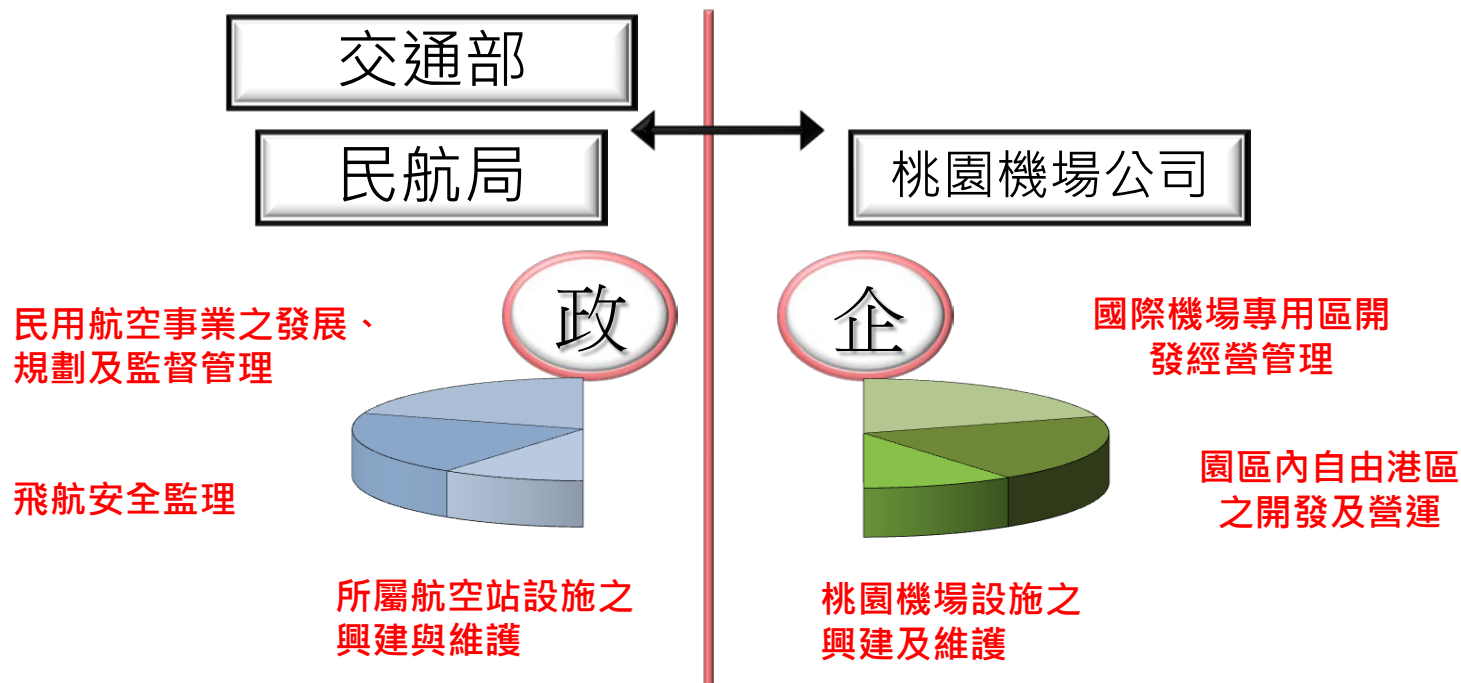 交通部
民航局
桃園機場公司
政
企
民用航空事業之發展、
規劃及監督管理
飛航安全監理
所屬航空站設施之
興建與維護
國際機場專用區開
發經營管理
園區內自由港區
之開發及營運
桃園機場設施之
興建及維護